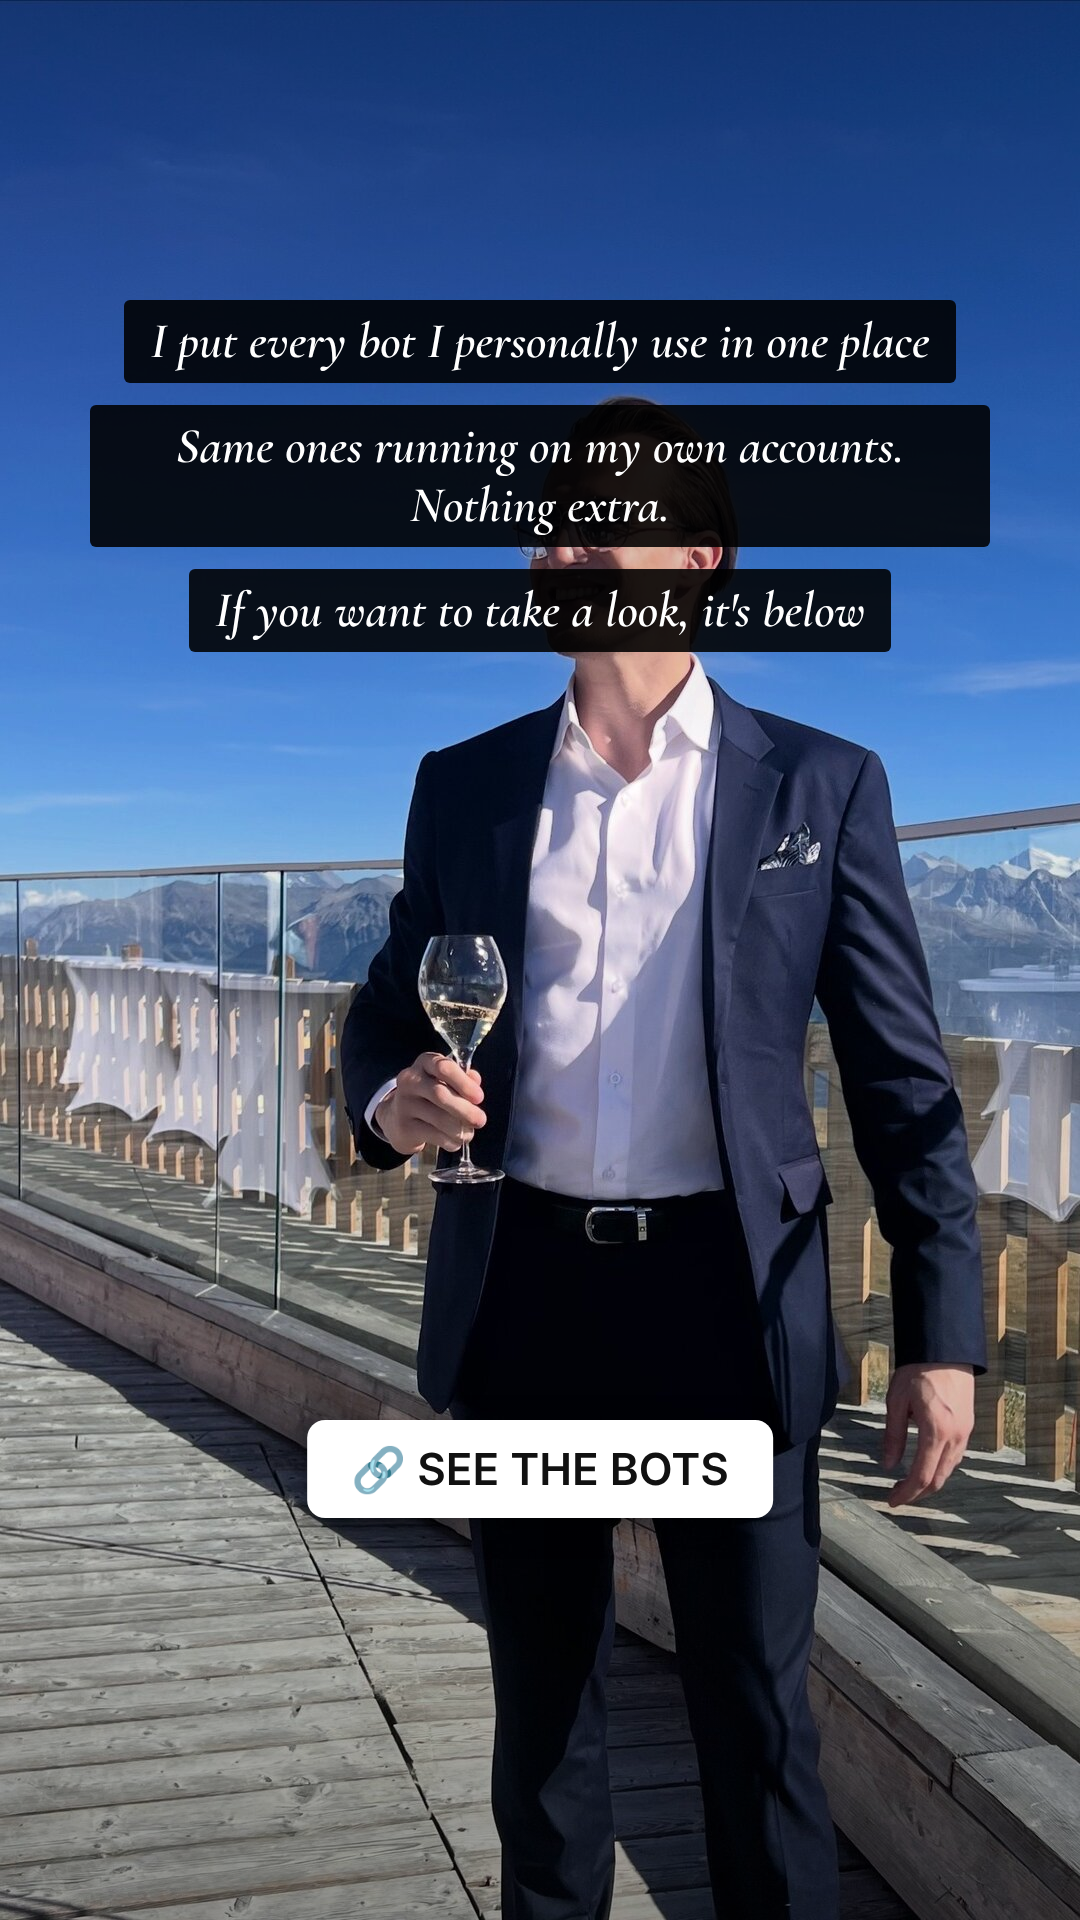 I put every bot I personally use in one place
Same ones running on my own accounts.
Nothing extra.
If you want to take a look, it's below
🔗 SEE THE BOTS